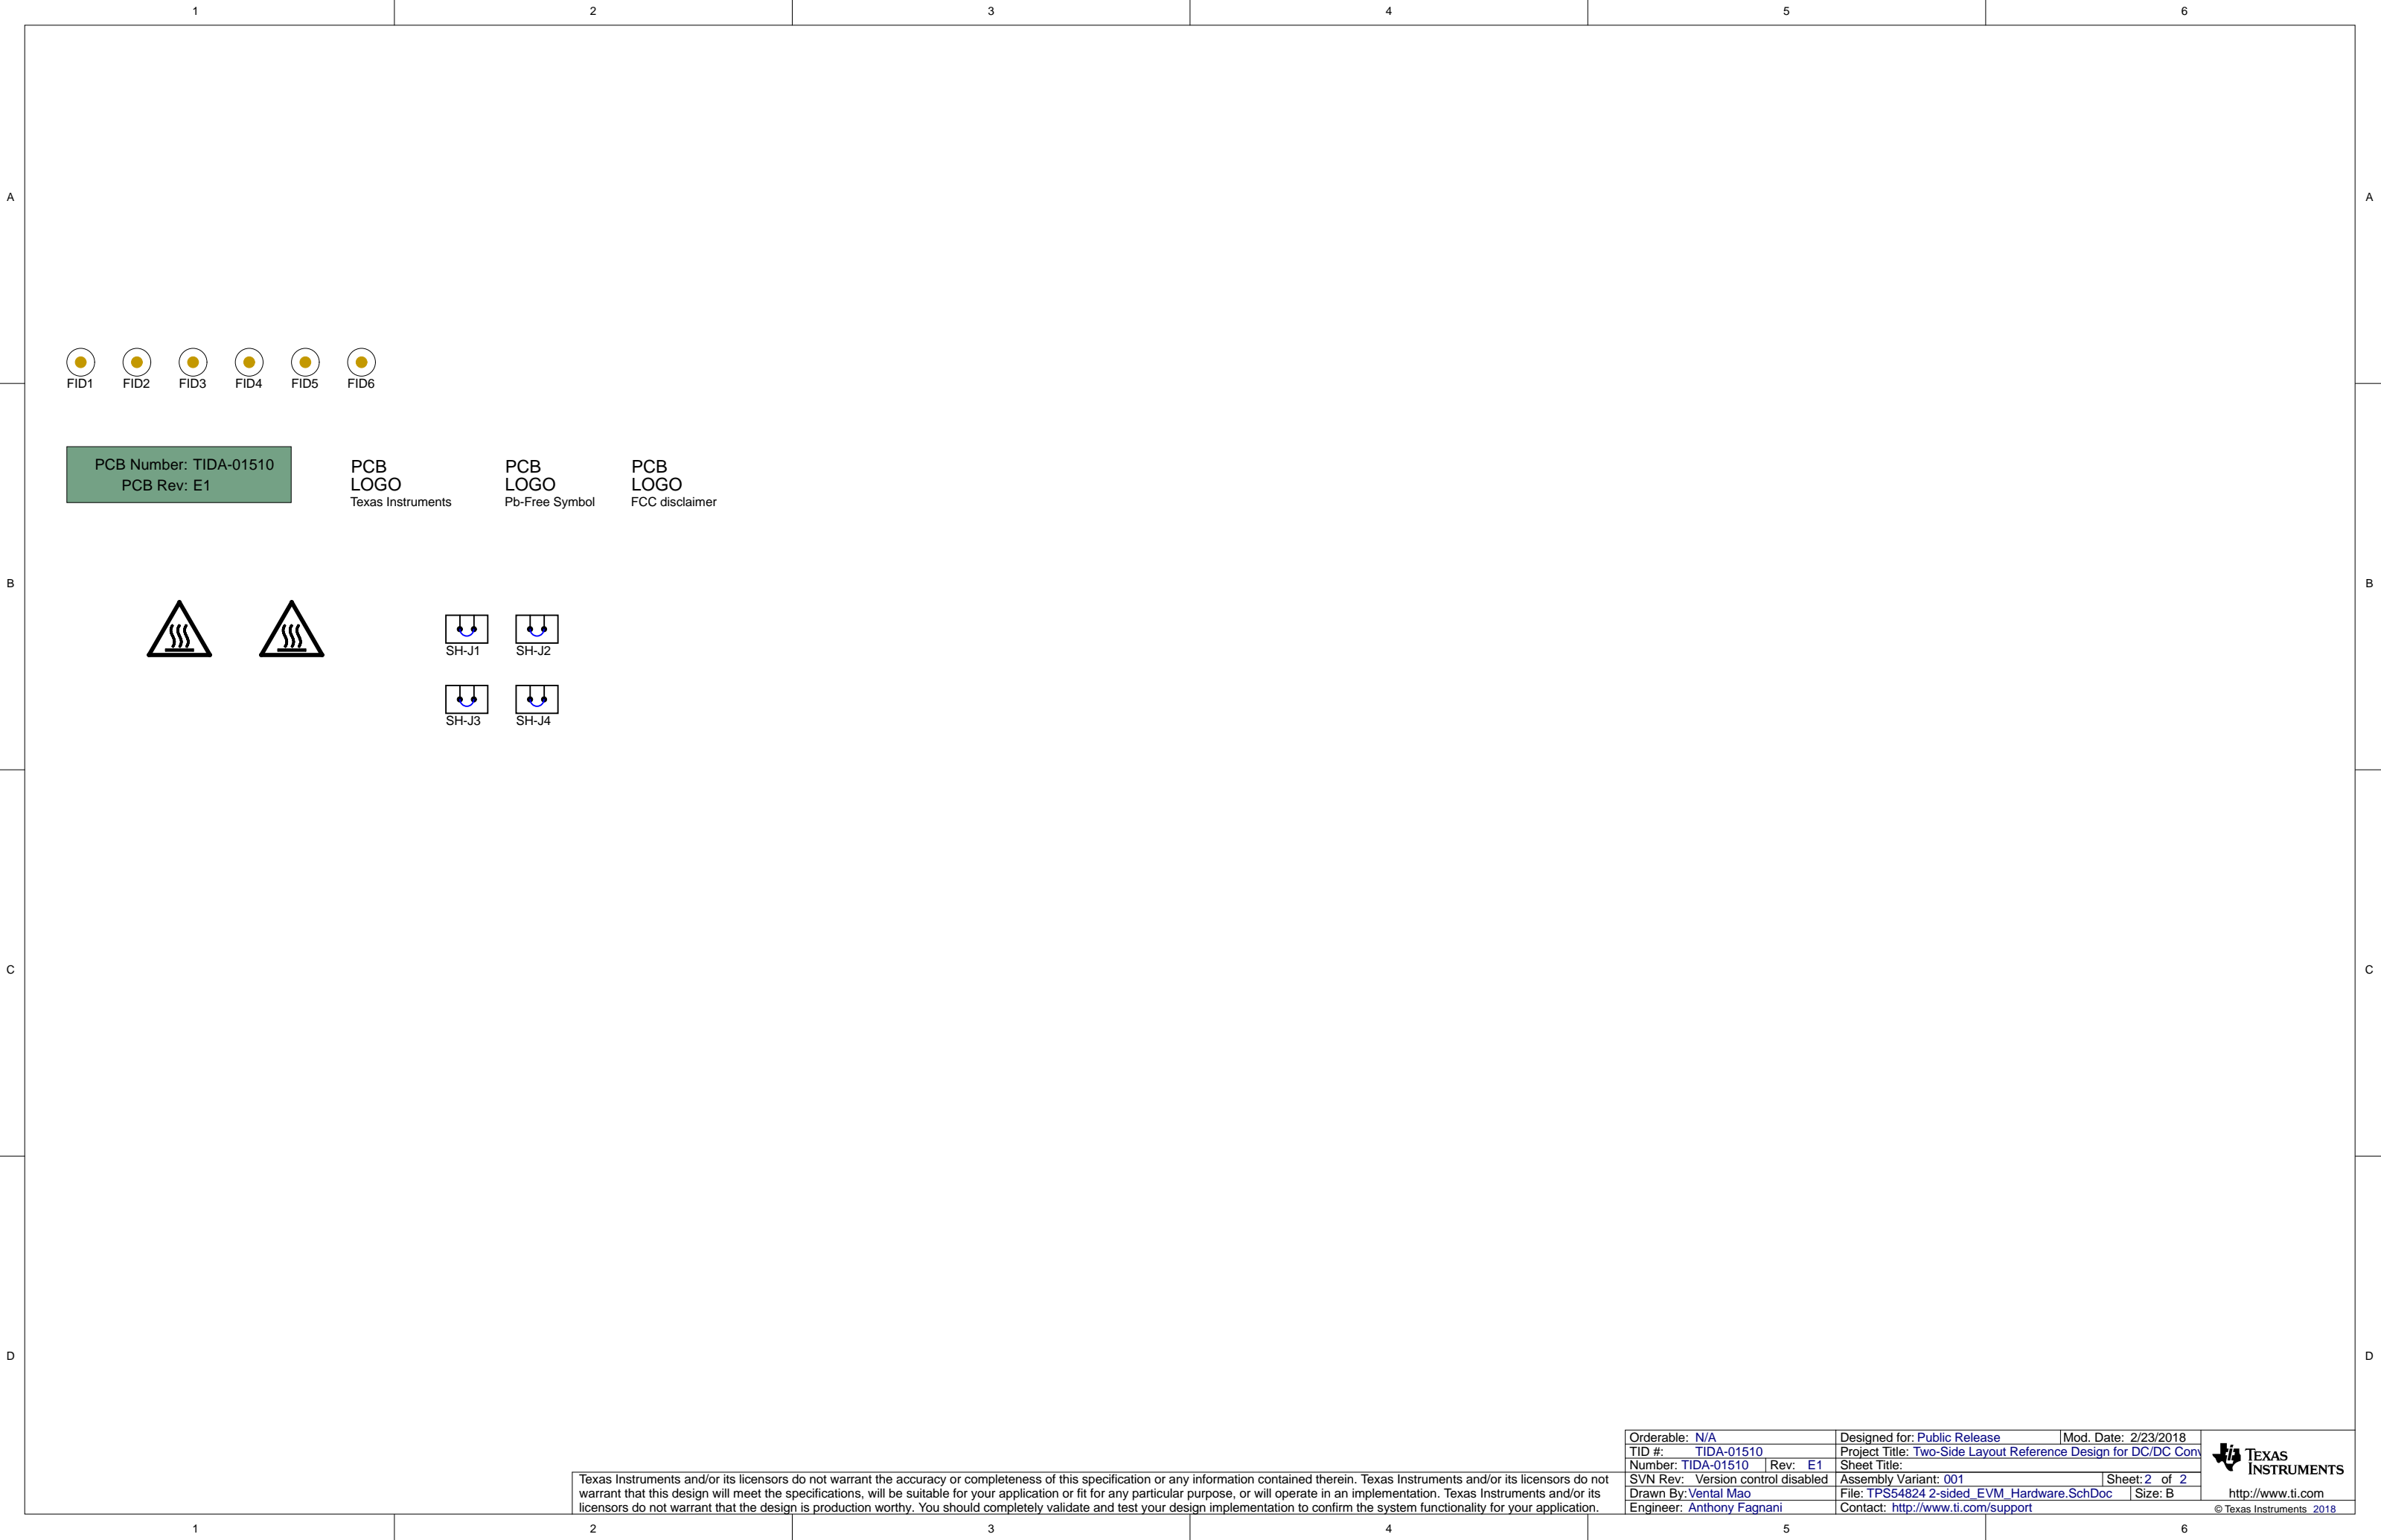 1 2 3 4 5 6
A A
FID1 FID2 FID3 FID4 FID5 FID6
PCB Number: TIDA-01510
PCB Rev: E1
PCB
LOGO
Texas Instruments
PCB
LOGO
Pb-Free Symbol
PCB
LOGO
FCC disclaimer
B B
SH-J1 SH-J2
SH-J3 SH-J4
C C
D D
Texas Instruments and/or its licensors do not warrant the accuracy or completeness of this specification or any information contained therein. Texas Instruments and/or its licensors do not
warrant that this design will meet the specifications, will be suitable for your application or fit for any particular purpose, or will operate in an implementation. Texas Instruments and/or its
licensors do not warrant that the design is production worthy. You should completely validate and test your design implementation to confirm the system functionality for your application.
Orderable: N/A Designed for: Public Release Mod. Date: 2/23/2018
TID #: TIDA-01510 Project Title: Two-Side Layout Reference Design for DC/DC Conv
Number: TIDA-01510 Rev: E1 Sheet Title:
SVN Rev: Version control disabled Assembly Variant: 001 Sheet: 2 of 2
Drawn By: Vental Mao File: TPS54824 2-sided_EVM_Hardware.SchDoc Size: B
Engineer: Anthony Fagnani Contact: http://www.ti.com/support
TEXAS
INSTRUMENTS
http://www.ti.com
© Texas Instruments 2018
1 2 3 4 5 6